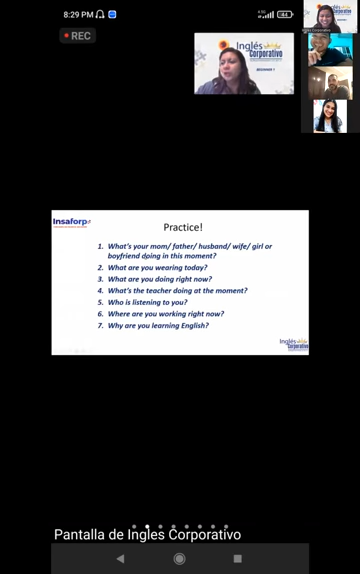 8:29 PM
84
REC
Inglés
Corporativo
Inglés Corporativo
Insaforp
Practice!
1. What's your mom/ father/ husband/ wife/ girl or
boyfriend doing in this moment?
2. What are you wearing today?
3. What are you doing right now?
4. What's the teacher doing at the moment?
5. Who is listening to you?
6. Where are you working right now?
7. Why are you learning English?
Inglés
Corporativo
Pantalla de Ingles Corporativo